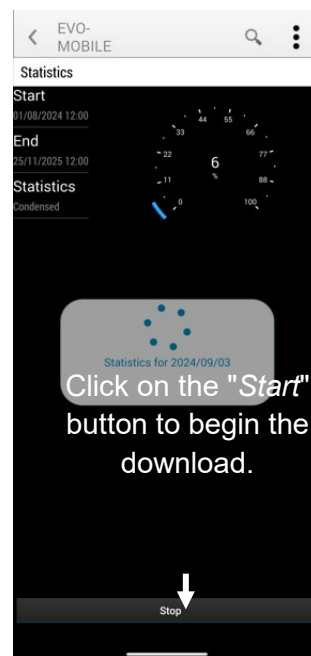 EVO-
MOBILE
Statistics
Start
01/08/2024 12:00
End
25/11/2025 12:00
Statistics
Condensed
0
11
22
33
44
55
66
77
88
100
6
%
Statistics for 2024/09/03
Click on the "Start"
button to begin the
download.
Stop